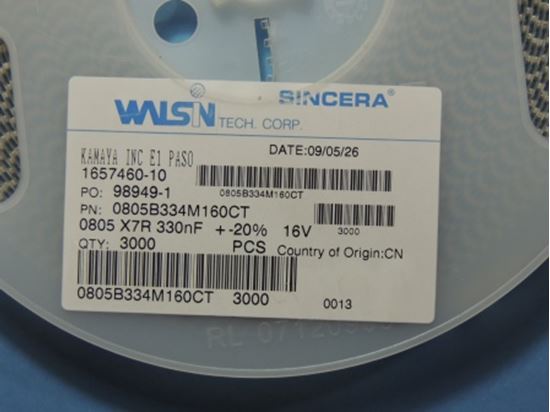 WALSIN TECH. CORP.
SINCERA®
DATE:09/05/26
KAMAYA INC E1 PASO
1657460-10
PO: 98949-1
0805B334M160CT
PN: 0805B334M160CT
3000
0805 X7R 330nF +-20% 16V
QTY: 3000 PCS Country of Origin:CN
0805B334M160CT 3000
0013
RL